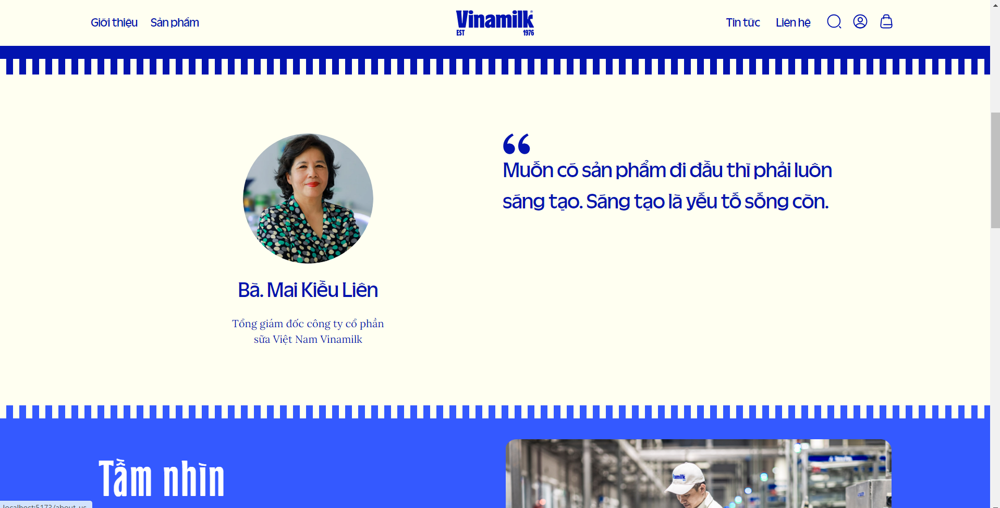 Giới thiệu Sản phẩm Vinamilk® Tin tức Liên hệ
EST 1976
Muốn có sản phẩm đi đầu thì phải luôn
sáng tạo. Sáng tạo là yếu tố sống còn.
Bà. Mai Kiều Liên
Tổng giám đốc công ty cổ phần
sữa Việt Nam Vinamilk
Tầm nhìn
localhost:5173/about-us